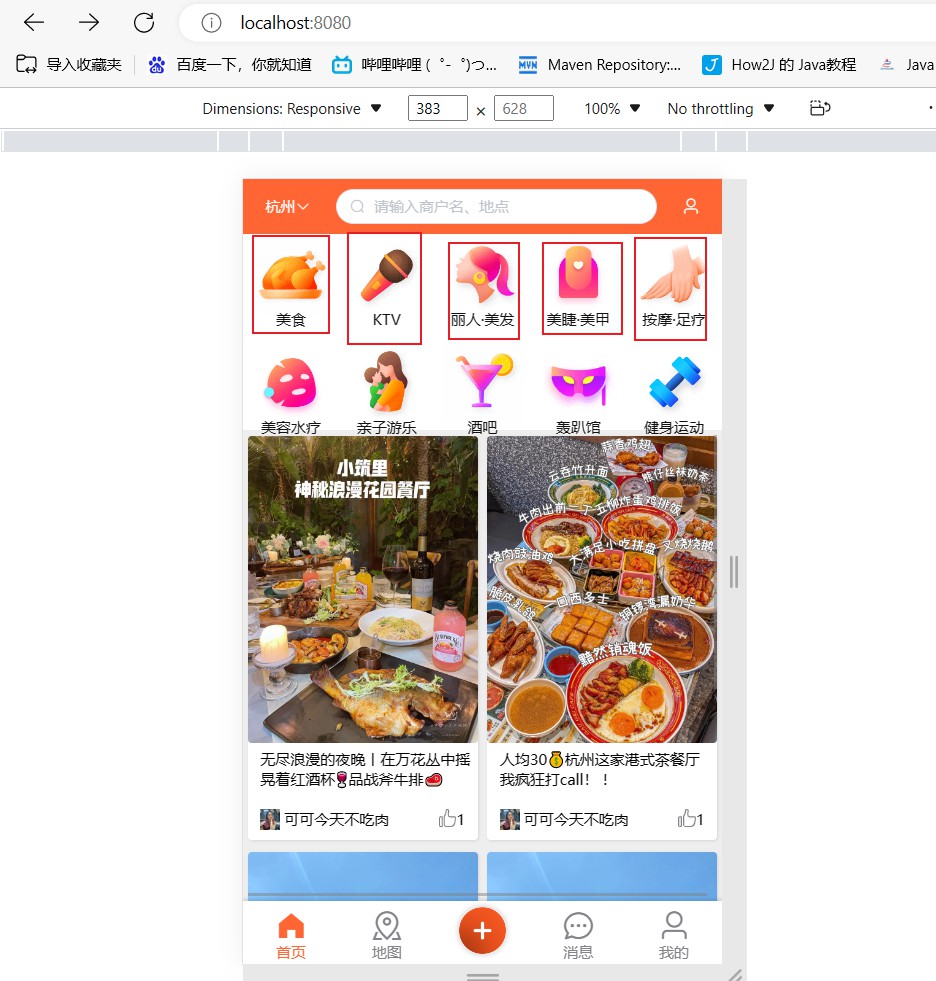 localhost:8080
导入收藏夹 百度一下，你就知道 哔哩哔哩 (゜-゜)つ... MVN Maven Repository:... How2J 的 Java教程 Java
Dimensions: Responsive 383 × 628 100% No throttling
杭州 请输入商户名、地点
美食 KTV 丽人·美发 美睫·美甲 按摩·足疗
美容水疗 亲子游乐 酒吧 轰趴馆 健身运动
小筑里
神秘浪漫花园餐厅
蒜香鸡翅
云吞竹升面 熊仔丝袜奶茶
牛肉出前一丁 五柳炸蛋鸡排饭
烧肉豉油鸡 大满足小吃拼盘 叉烧烧鹅
脆皮乳鸽 西多士 铜锣湾漏奶华
黯然销魂饭
无尽浪漫的夜晚丨在万花丛中摇
晃着红酒杯🍷品战斧牛排🥩
可可今天不吃肉 1
人均30💰杭州这家港式茶餐厅
我疯狂打call！！
可可今天不吃肉 1
首页 地图 消息 我的